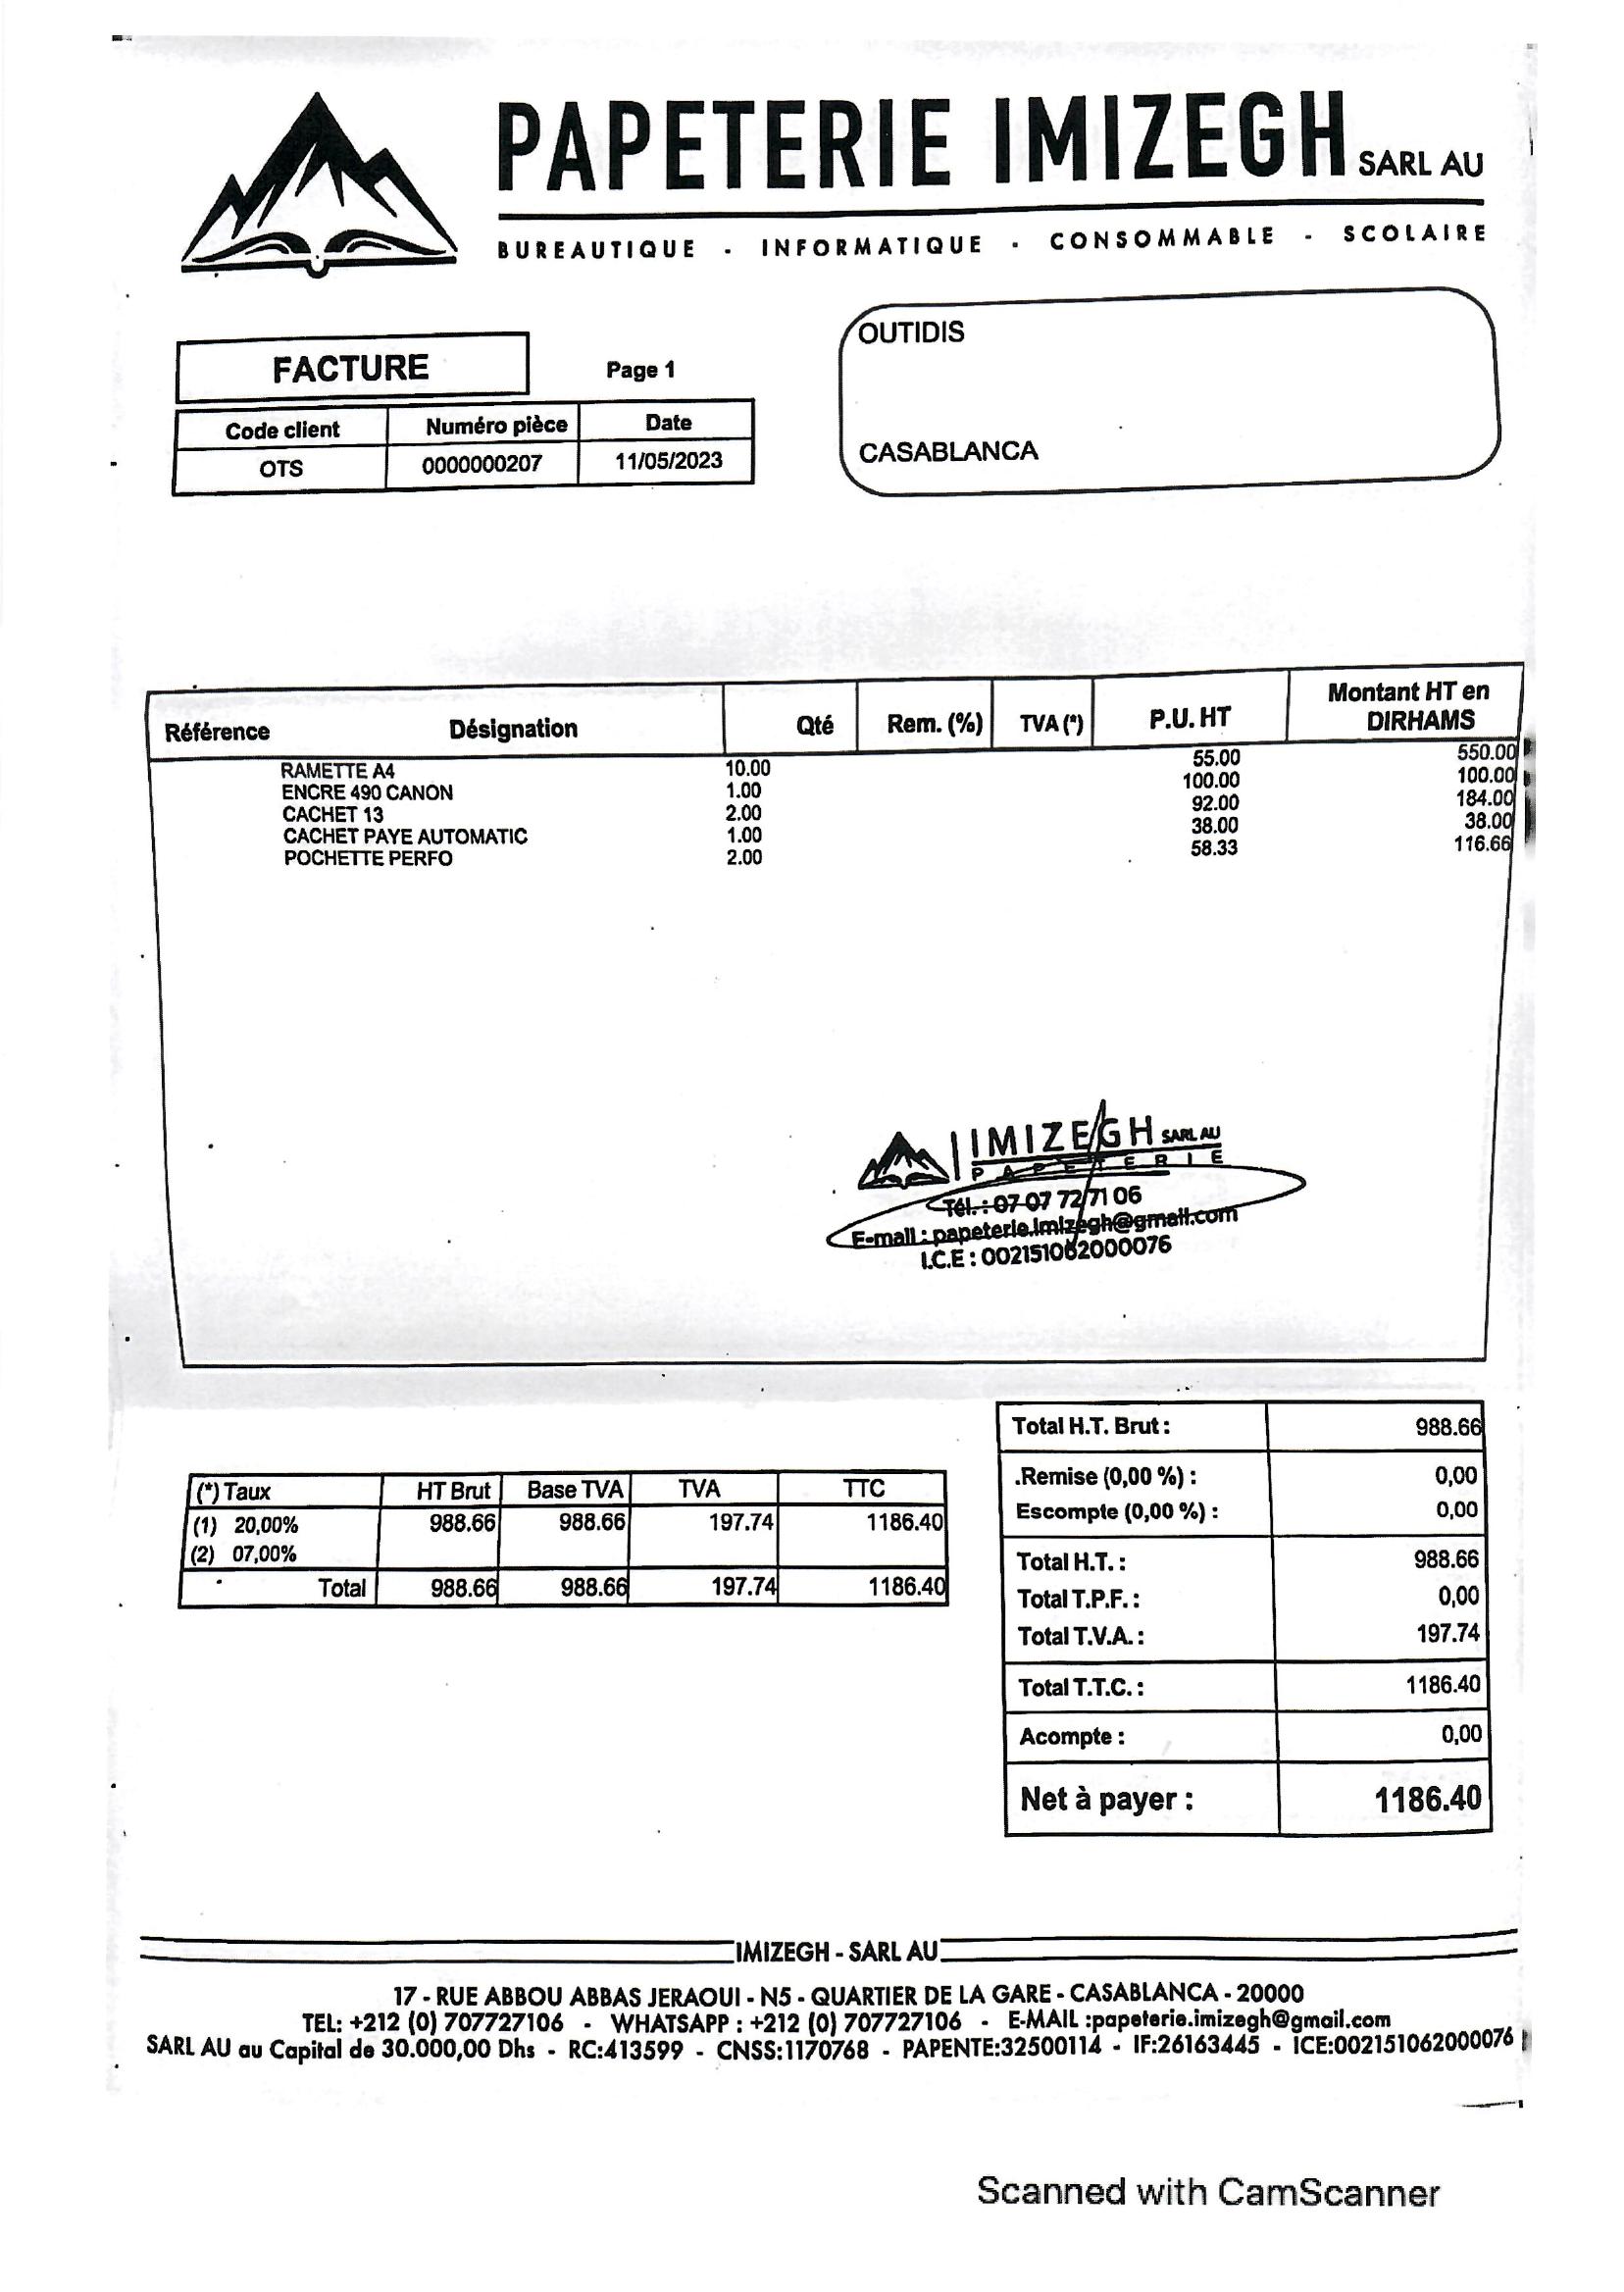 PAPETERIE IMIZEGH SARL AU
BUREAUTIQUE - INFORMATIQUE - CONSOMMABLE - SCOLAIRE
OUTIDIS
CASABLANCA
FACTURE Page 1
Code client Numéro pièce Date
OTS 0000000207 11/05/2023
Référence Désignation Qté Rem. (%) TVA (*) P.U. HT Montant HT en DIRHAMS
RAMETTE A4 10.00 55.00 550.00
ENCRE 490 CANON 1.00 100.00 100.00
CACHET 13 2.00 92.00 184.00
CACHET PAYE AUTOMATIC 1.00 38.00 38.00
POCHETTE PERFO 2.00 58.33 116.66
IMIZEGH SARL AU
PAPETERIE
Tél. : 07 07 72 71 06
E-mail : papeterie.imizegh@gmail.com
I.C.E : 002151062000076
(*) Taux HT Brut Base TVA TVA TTC
(1) 20,00% 988.66 988.66 197.74 1186.40
(2) 07,00%
Total 988.66 988.66 197.74 1186.40
Total H.T. Brut : 988.66
.Remise (0,00 %) : 0,00
Escompte (0,00 %) : 0,00
Total H.T. : 988.66
Total T.P.F. : 0,00
Total T.V.A. : 197.74
Total T.T.C. : 1186.40
Acompte : 0,00
Net à payer : 1186.40
IMIZEGH - SARL AU
17 - RUE ABBOU ABBAS JERAOUI - N5 - QUARTIER DE LA GARE - CASABLANCA - 20000
TEL: +212 (0) 707727106 - WHATSAPP : +212 (0) 707727106 - E-MAIL :papeterie.imizegh@gmail.com
SARL AU au Capital de 30.000,00 Dhs - RC:413599 - CNSS:1170768 - PAPENTE:32500114 - IF:26163445 - ICE:002151062000076
Scanned with CamScanner